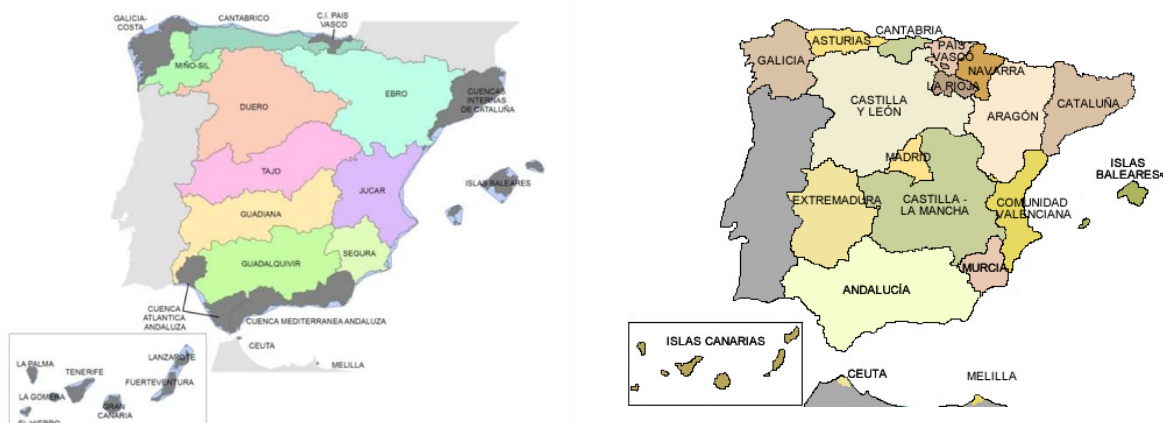 GALICIA-
COSTA
CANTABRICO
C.I. PAIS
VASCO
MIÑO-SIL
DUERO
EBRO
CUENCAS
INTERNAS
DE CATALUÑA
TAJO
JUCAR
ISLAS BALEARES
GUADIANA
SEGURA
GUADALQUIVIR
CUENCA
ATLANTICA
ANDALUZA
CUENCA MEDITERRANEA ANDALUZA
CEUTA
MELILLA
LANZAROTE
LA PALMA
TENERIFE
FUERTEVENTURA
LA GOMERA
GRAN
CANARIA
EL HIERRO
CANTABRIA
ASTURIAS
PAÍS
VASCO
GALICIA
NAVARRA
LA RIOJA
CATALUÑA
CASTILLA
Y LEÓN
ARAGÓN
MADRID
ISLAS
BALEARES
EXTREMADURA
CASTILLA -
LA MANCHA
COMUNIDAD
VALENCIANA
MURCIA
ANDALUCÍA
ISLAS CANARIAS
CEUTA
MELILLA